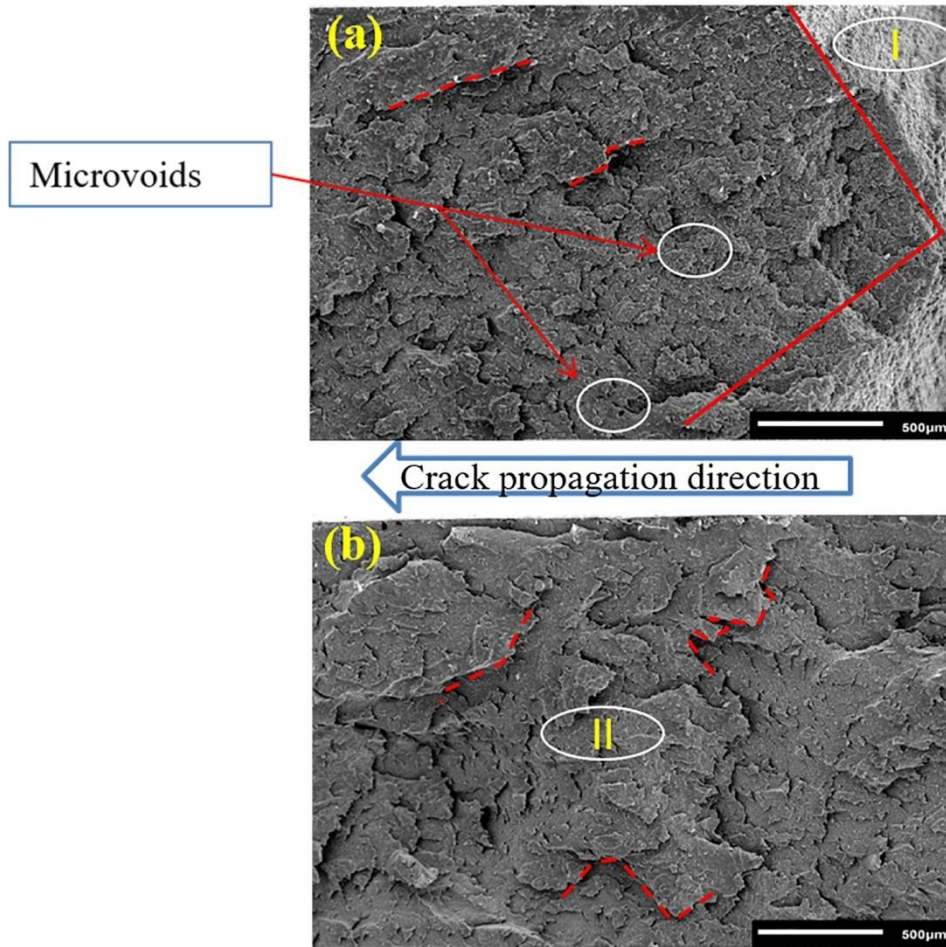 (a)
I
Microvoids
500µm
Crack propagation direction
(b)
II
500µm